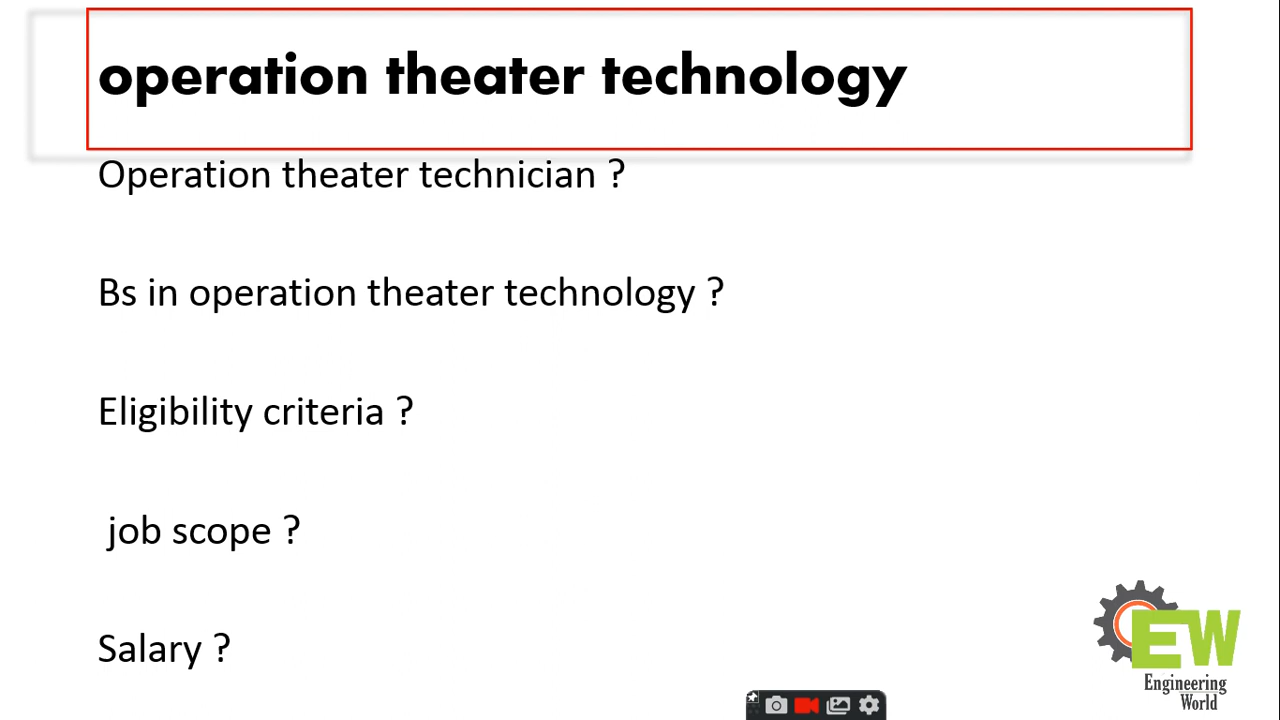 operation theater technology
Operation theater technician ?
Bs in operation theater technology ?
Eligibility criteria ?
job scope ?
Salary ?
EW
Engineering
World